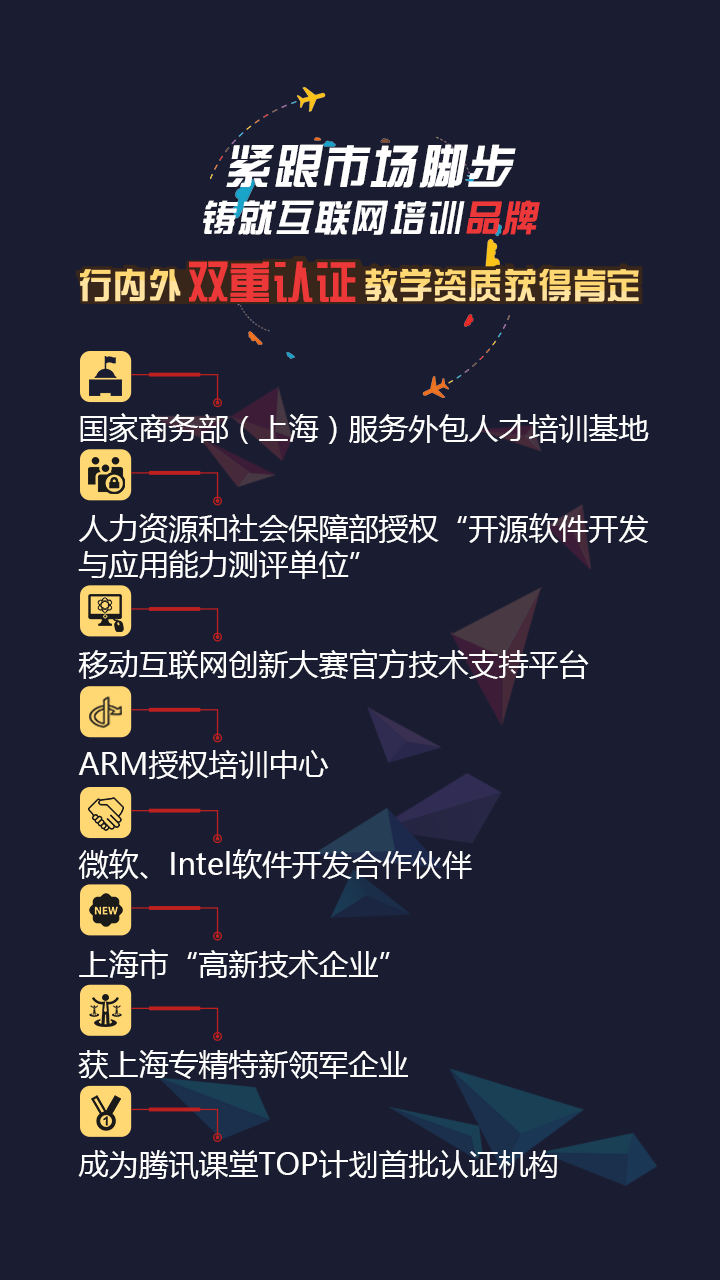 紧跟市场脚步
铸就互联网培训品牌
行内外双重认证教学资质获得肯定
国家商务部（上海）服务外包人才培训基地
人力资源和社会保障部授权“开源软件开发
与应用能力测评单位”
移动互联网创新大赛官方技术支持平台
ARM授权培训中心
微软、Intel软件开发合作伙伴
NEW
上海市“高新技术企业”
获上海专精特新领军企业
1
成为腾讯课堂TOP计划首批认证机构